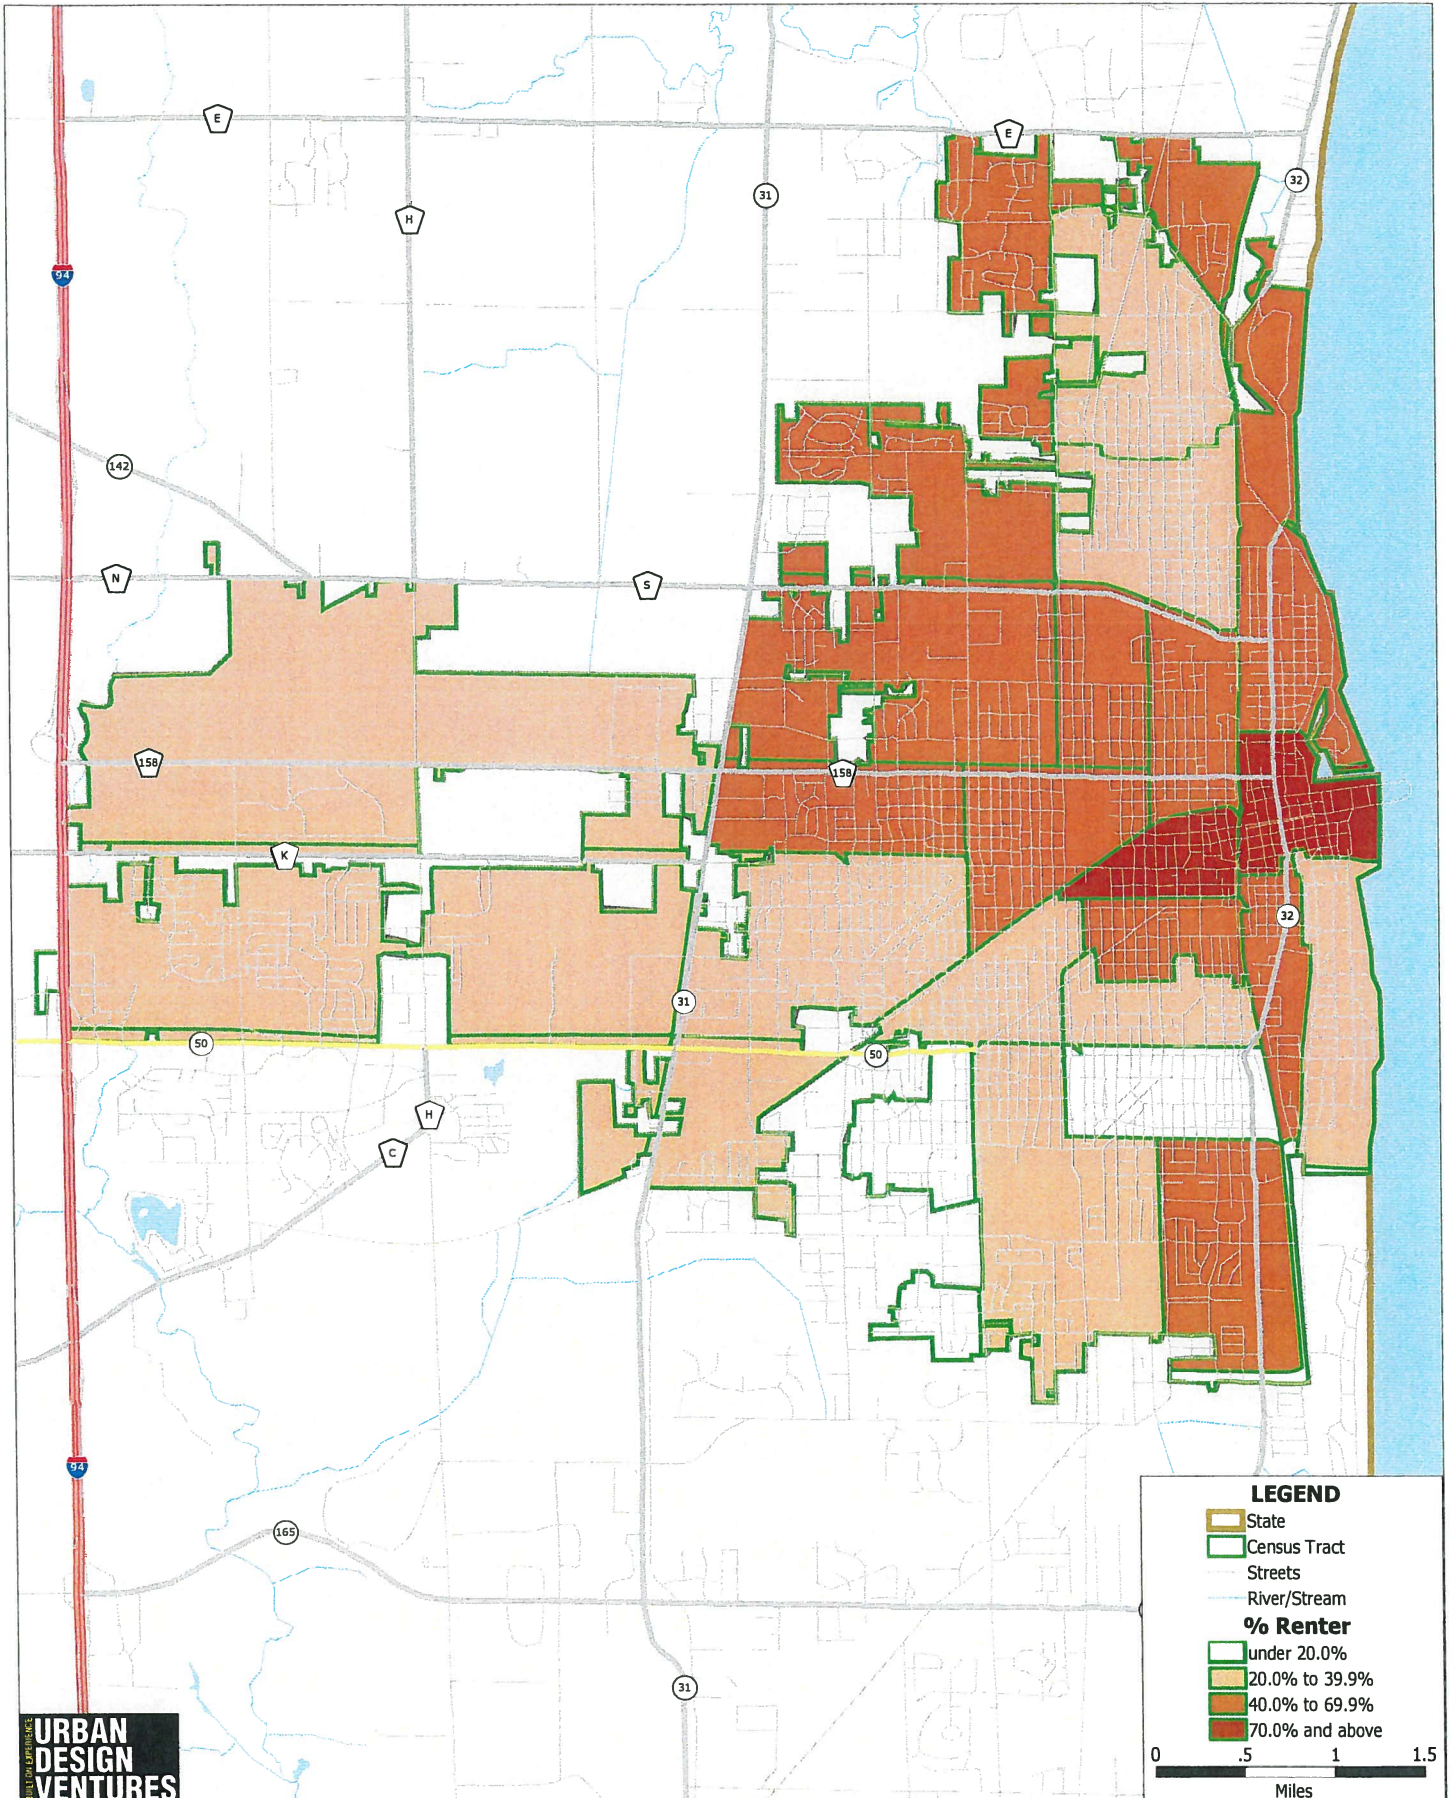 E
E
32
31
H
94
142
N
S
158
158
K
32
31
50
50
H
C
94
165
31
LEGEND
State
Census Tract
Streets
River/Stream
% Renter
under 20.0%
20.0% to 39.9%
40.0% to 69.9%
70.0% and above
0 .5 1 1.5
Miles
URBAN
DESIGN
VENTURES